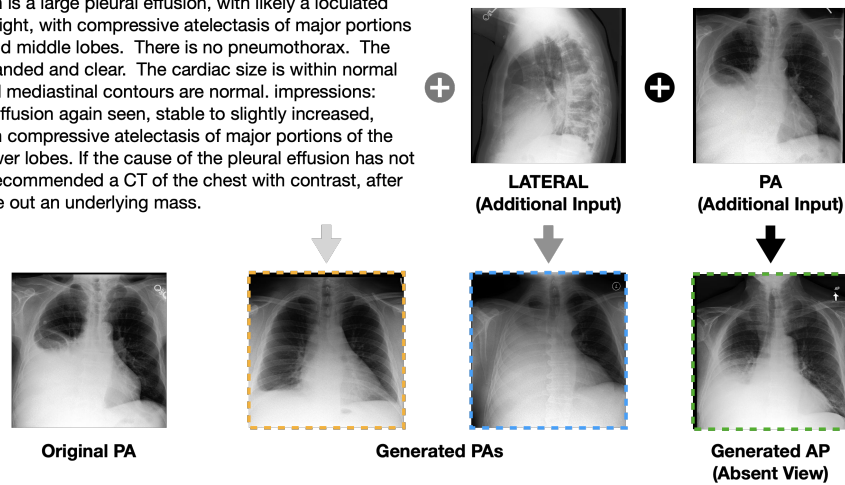 is a large pleural effusion, with likely a loculated
ight, with compressive atelectasis of major portions
d middle lobes. There is no pneumothorax. The
anded and clear. The cardiac size is within normal
mediastinal contours are normal. impressions:
ffusion again seen, stable to slightly increased,
compressive atelectasis of major portions of the
er lobes. If the cause of the pleural effusion has not
ecommended a CT of the chest with contrast, after
e out an underlying mass.
LATERAL
(Additional Input)
PA
(Additional Input)
Original PA
Generated PAs
Generated AP
(Absent View)